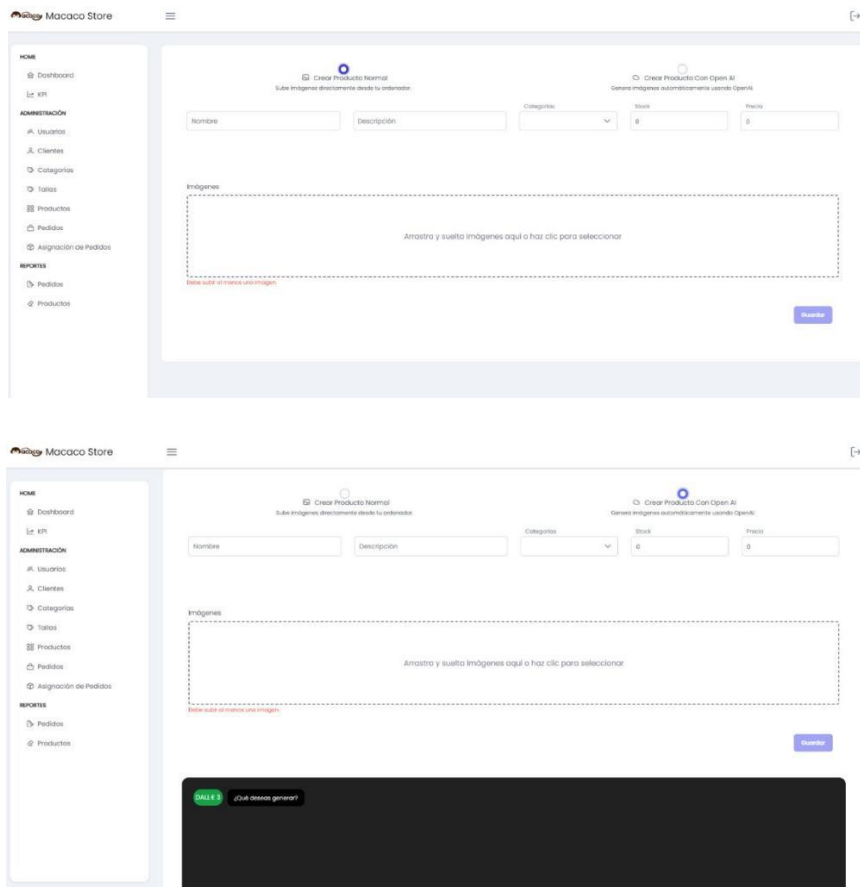 Macaco Store
HOME
Dashboard
KPI
ADMINISTRACIÓN
Usuarios
Clientes
Categorías
Tallas
Productos
Pedidos
Asignación de Pedidos
REPORTES
Pedidos
Productos
Crear Producto Normal
Sube imágenes directamente desde tu ordenador.
Crear Producto Con Open AI
Genera imágenes automáticamente usando OpenAI.
Nombre
Descripción
Categorías
Stock
0
Precio
0
Imágenes
Arrastra y suelta imágenes aquí o haz clic para seleccionar
Debe subir al menos una imagen.
Guardar
Macaco Store
HOME
Dashboard
KPI
ADMINISTRACIÓN
Usuarios
Clientes
Categorías
Tallas
Productos
Pedidos
Asignación de Pedidos
REPORTES
Pedidos
Productos
Crear Producto Normal
Sube imágenes directamente desde tu ordenador.
Crear Producto Con Open AI
Genera imágenes automáticamente usando OpenAI.
Nombre
Descripción
Categorías
Stock
0
Precio
0
Imágenes
Arrastra y suelta imágenes aquí o haz clic para seleccionar
Debe subir al menos una imagen.
Guardar
DALL·E 3
¿Qué deseas generar?